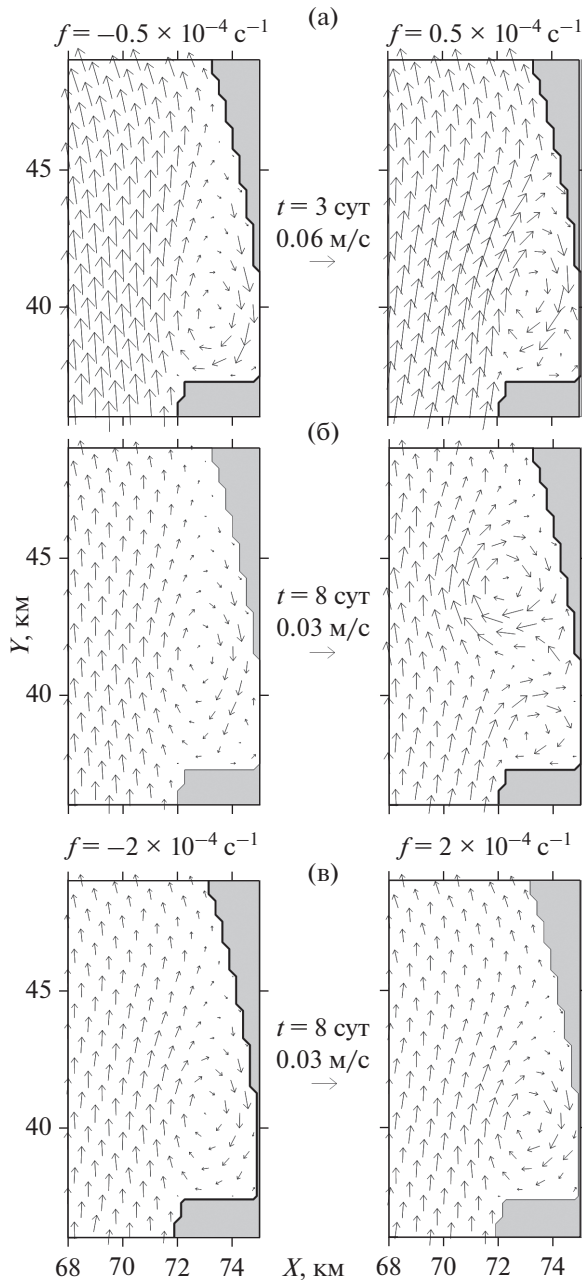 (а)
f = −0.5 × 10⁻⁴ с⁻¹
f = 0.5 × 10⁻⁴ с⁻¹
45
40
t = 3 сут
0.06 м/с
(б)
45
40
t = 8 сут
0.03 м/с
Y, км
(в)
f = −2 × 10⁻⁴ с⁻¹
f = 2 × 10⁻⁴ с⁻¹
45
40
t = 8 сут
0.03 м/с
68 70 72 74 X, км 68 70 72 74